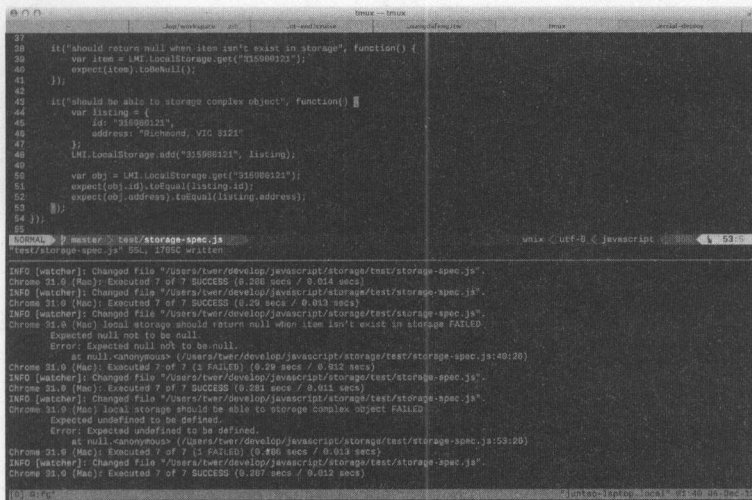 tmux — tmux
37
38 it("should return null when item isn't exist in storage", function() {
39 var item = LMI.LocalStorage.get("315900121");
40 expect(item).toBeNull();
41 });
42
43 it("should be able to storage complex object", function() {
44 var listing = {
45 id: "315900121",
46 address: "Richmond, VIC 3121"
47 };
48 LMI.LocalStorage.add("315900121", listing);
49
50 var obj = LMI.LocalStorage.get("315900121");
51 expect(obj.id).toEqual(listing.id);
52 expect(obj.address).toEqual(listing.address);
53 });
54 });
55
NORMAL master test/storage-spec.js unix < utf-8 < javascript 53:5
"test/storage-spec.js" 55L, 1705C written
INFO [watcher]: Changed file "/Users/twer/develop/javascript/storage/test/storage-spec.js".
Chrome 31.0 (Mac): Executed 7 of 7 SUCCESS (0.286 secs / 0.014 secs)
INFO [watcher]: Changed file "/Users/twer/develop/javascript/storage/test/storage-spec.js".
Chrome 31.0 (Mac): Executed 7 of 7 SUCCESS (0.29 secs / 0.013 secs)
INFO [watcher]: Changed file "/Users/twer/develop/javascript/storage/test/storage-spec.js".
Chrome 31.0 (Mac) local storage should return null when item isn't exist in storage FAILED
Expected null not to be null.
Error: Expected null not to be null.
at null.<anonymous> (/Users/twer/develop/javascript/storage/test/storage-spec.js:40:26)
Chrome 31.0 (Mac): Executed 7 of 7 (1 FAILED) (0.29 secs / 0.012 secs)
INFO [watcher]: Changed file "/Users/twer/develop/javascript/storage/test/storage-spec.js".
Chrome 31.0 (Mac): Executed 7 of 7 SUCCESS (0.281 secs / 0.011 secs)
INFO [watcher]: Changed file "/Users/twer/develop/javascript/storage/test/storage-spec.js".
Chrome 31.0 (Mac) local storage should be able to storage complex object FAILED
Expected undefined to be defined.
Error: Expected undefined to be defined.
at null.<anonymous> (/Users/twer/develop/javascript/storage/test/storage-spec.js:53:26)
Chrome 31.0 (Mac): Executed 7 of 7 (1 FAILED) (0.286 secs / 0.013 secs)
INFO [watcher]: Changed file "/Users/twer/develop/javascript/storage/test/storage-spec.js".
Chrome 31.0 (Mac): Executed 7 of 7 SUCCESS (0.287 secs / 0.012 secs)
"juntao-laptop.local" 01:40 06-Dec